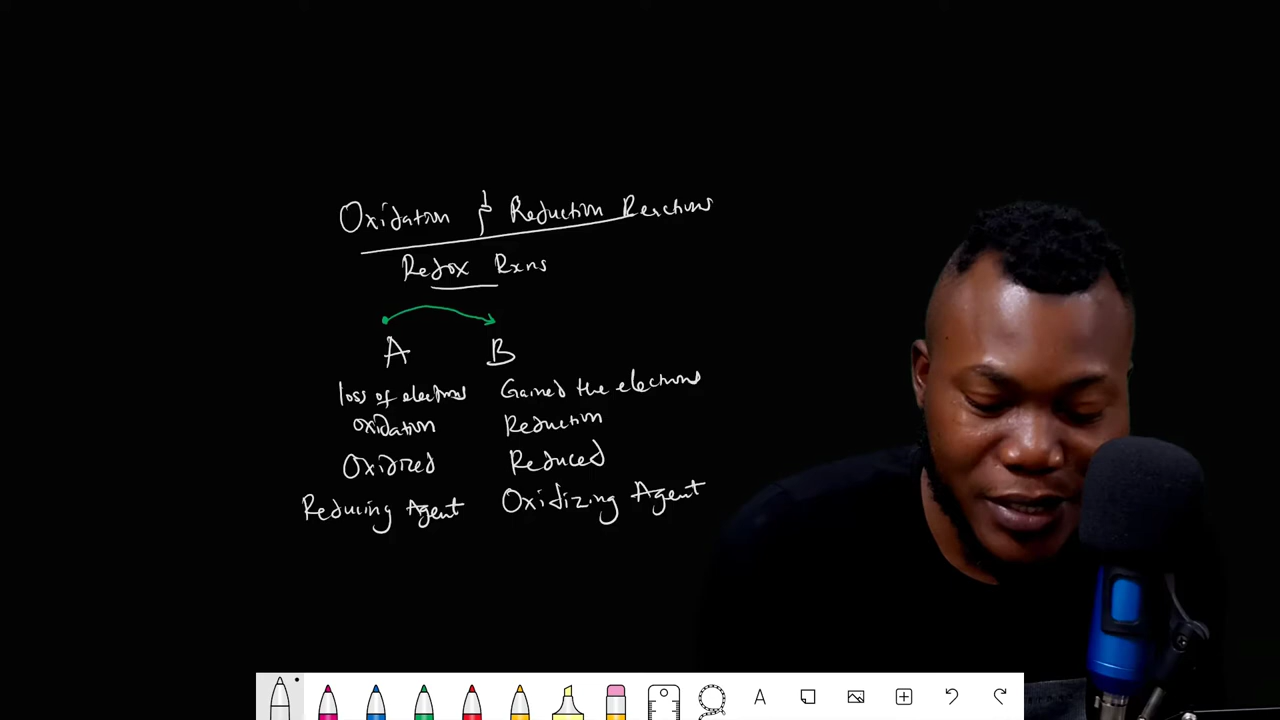 Oxidation & Reduction Reactions
Redox Rxns
A B
loss of electrons Gained the electrons
oxidation Reduction
Oxidized Reduced
Reducing Agent Oxidizing Agent
A